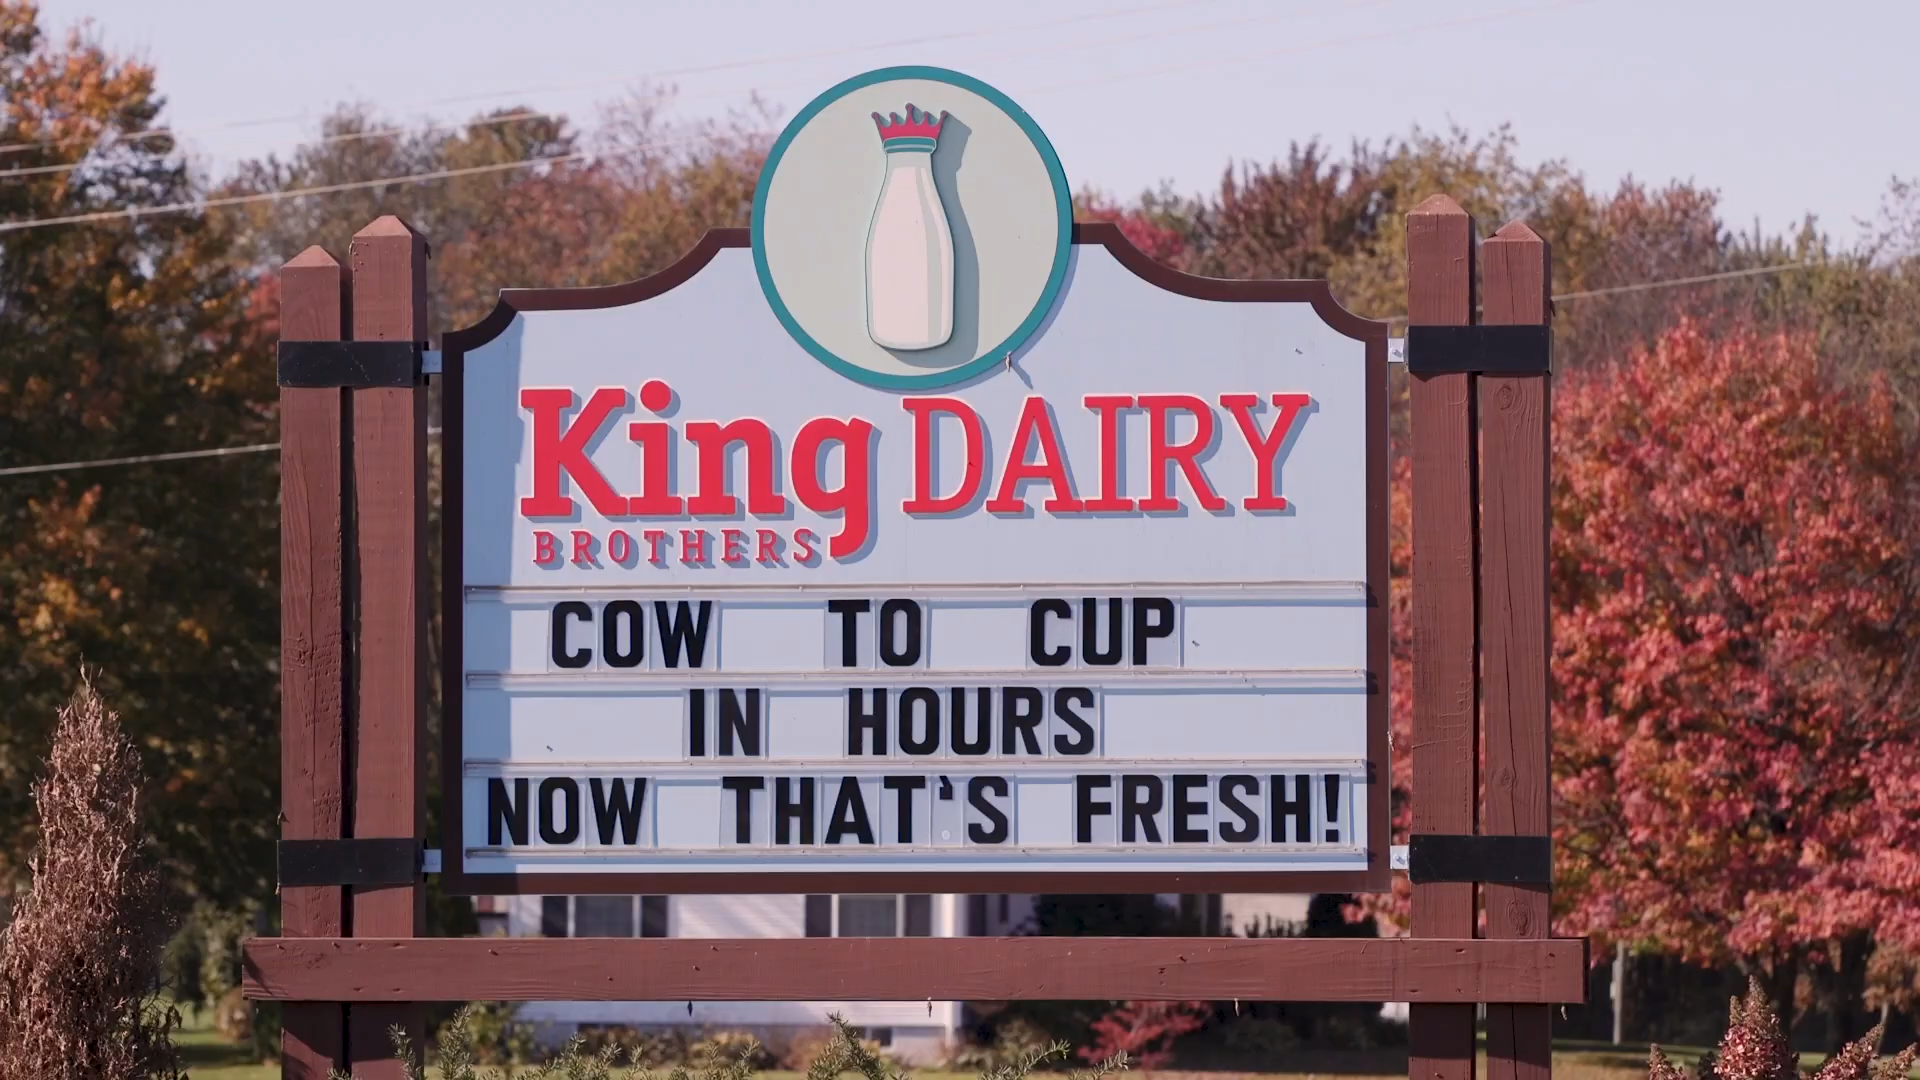 King DAIRY
BROTHERS
COW TO CUP
IN HOURS
NOW THAT'S FRESH!